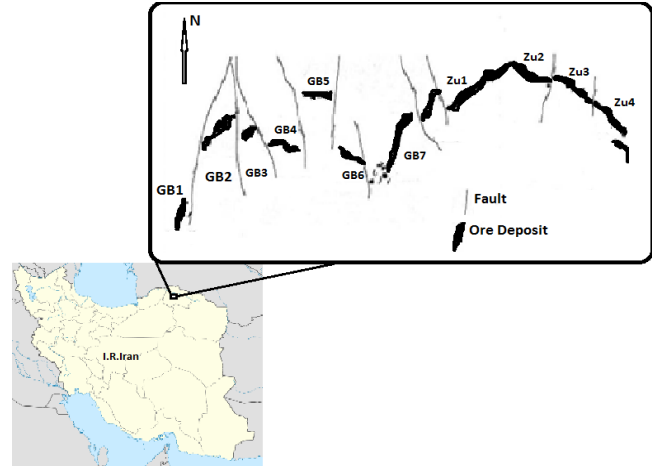 N
GB5
Zu1
Zu2
Zu3
Zu4
GB4
GB7
GB6
GB3
GB2
GB1
Fault
Ore Deposit
I.R.Iran